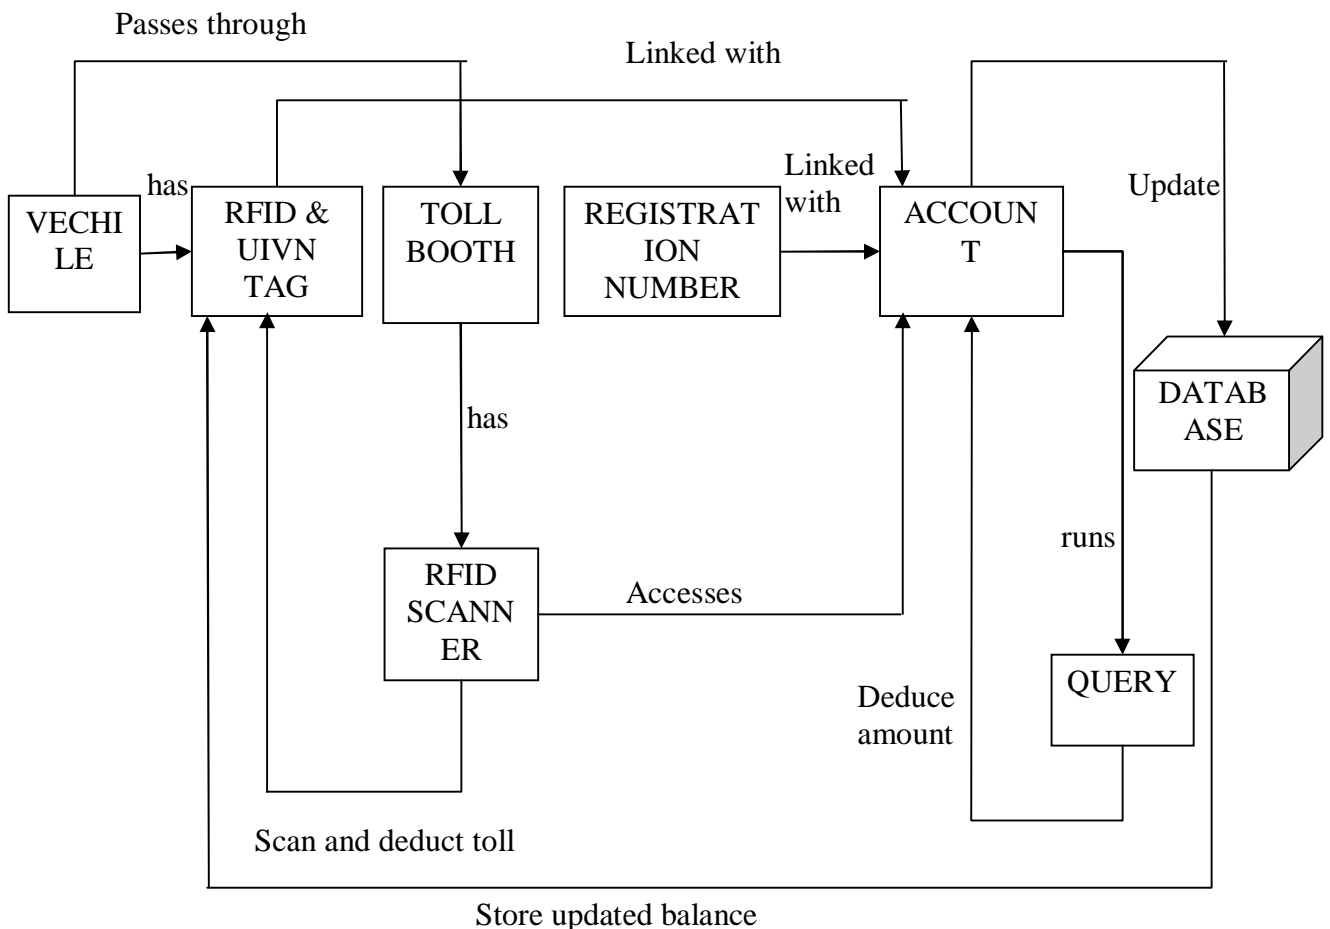 Passes through
Linked with
has
Linked
with
Update
VECHI
LE
RFID &
UIVN
TAG
TOLL
BOOTH
REGISTRAT
ION
NUMBER
ACCOUN
T
DATAB
ASE
has
runs
RFID
SCANN
ER
Accesses
QUERY
Deduce
amount
Scan and deduct toll
Store updated balance